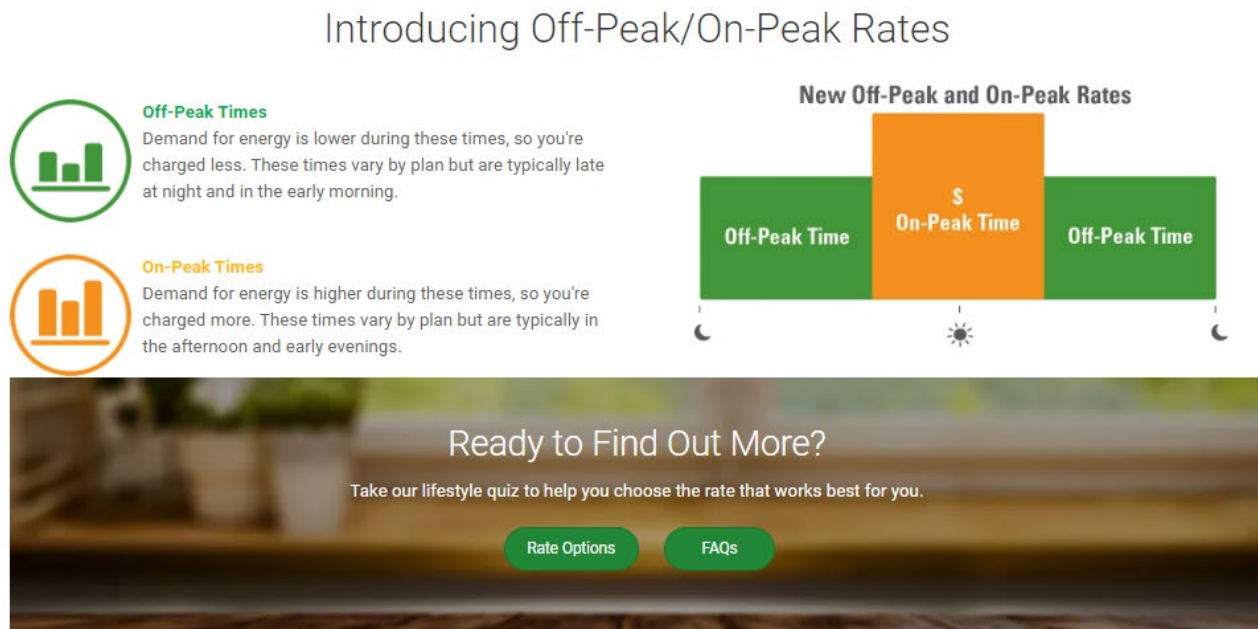 Introducing Off-Peak/On-Peak Rates
Off-Peak Times
Demand for energy is lower during these times, so you're
charged less. These times vary by plan but are typically late
at night and in the early morning.
On-Peak Times
Demand for energy is higher during these times, so you're
charged more. These times vary by plan but are typically in
the afternoon and early evenings.
New Off-Peak and On-Peak Rates
Off-Peak Time
$
On-Peak Time
Off-Peak Time
Ready to Find Out More?
Take our lifestyle quiz to help you choose the rate that works best for you.
Rate Options
FAQs